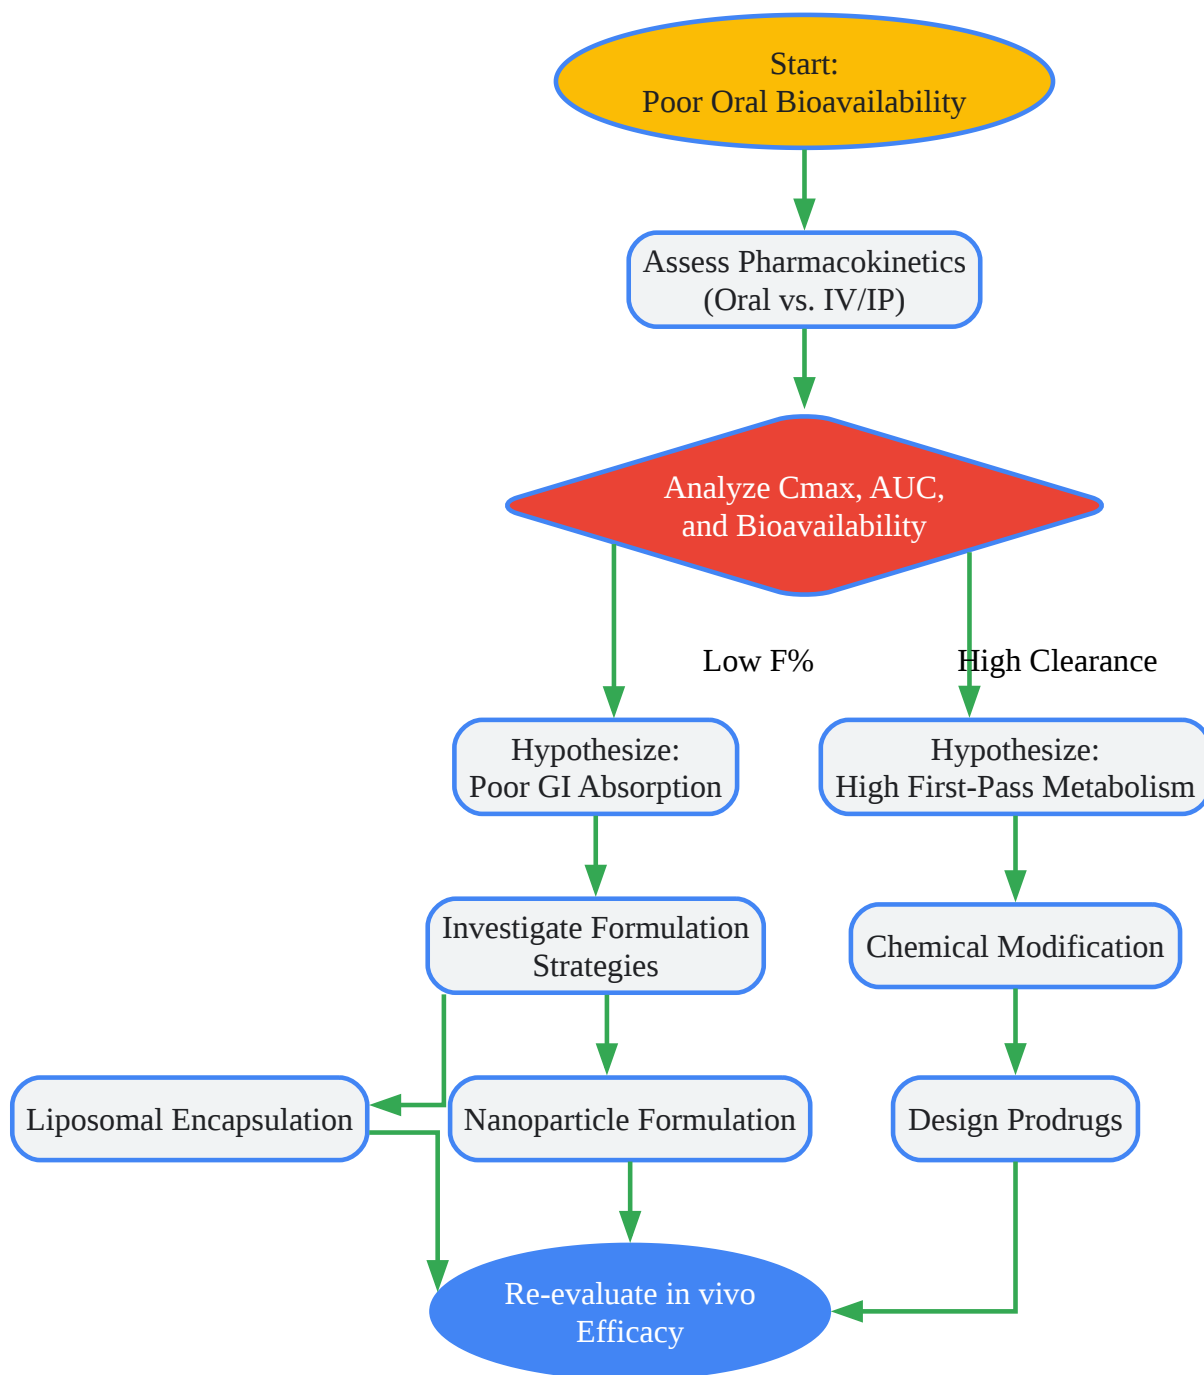 Start:
Poor Oral Bioavailability
Assess Pharmacokinetics
(Oral vs. IV/IP)
Analyze Cmax, AUC,
and Bioavailability
Low F%
High Clearance
Hypothesize:
Poor GI Absorption
Hypothesize:
High First-Pass Metabolism
Investigate Formulation
Strategies
Chemical Modification
Liposomal Encapsulation
Nanoparticle Formulation
Design Prodrugs
Re-evaluate in vivo
Efficacy